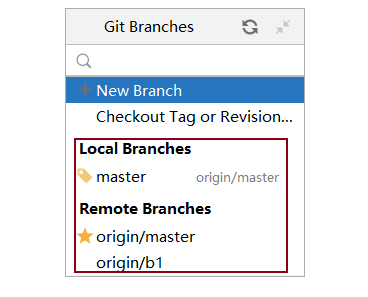 Git Branches
New Branch
Checkout Tag or Revision...
Local Branches
master origin/master
Remote Branches
origin/master
origin/b1